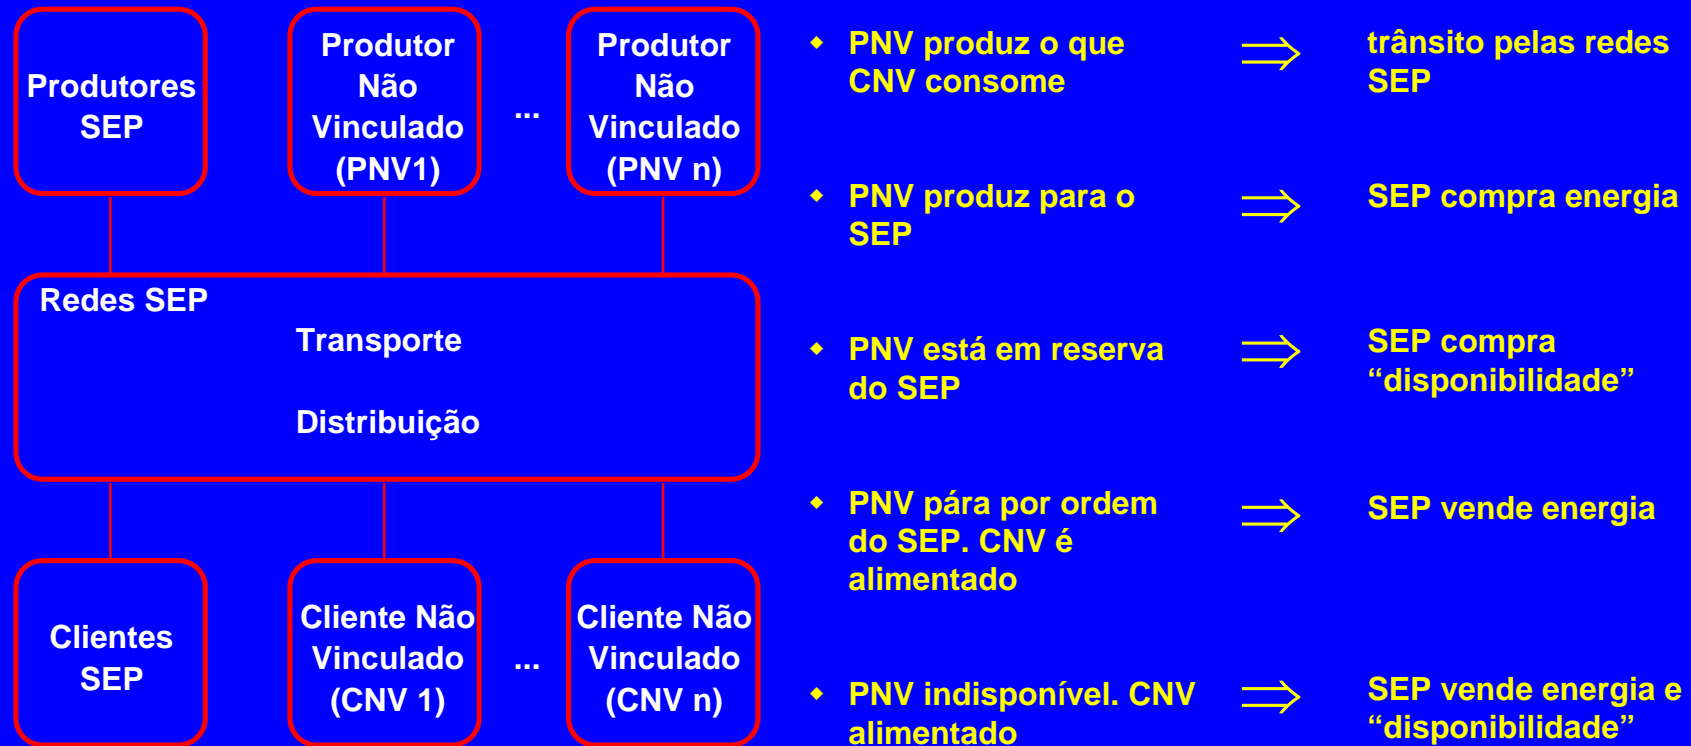 Produtores
SEP
Produtor
Não
Vinculado
(PNV1)
...
Produtor
Não
Vinculado
(PNV n)
Redes SEP
Transporte
Distribuição
Clientes
SEP
Cliente Não
Vinculado
(CNV 1)
...
Cliente Não
Vinculado
(CNV n)
PNV produz o que
CNV consome
trânsito pelas redes
SEP
PNV produz para o
SEP
SEP compra energia
PNV está em reserva
do SEP
SEP compra
“disponibilidade”
PNV pára por ordem
do SEP. CNV é
alimentado
SEP vende energia
PNV indisponível. CNV
alimentado
SEP vende energia e
“disponibilidade”